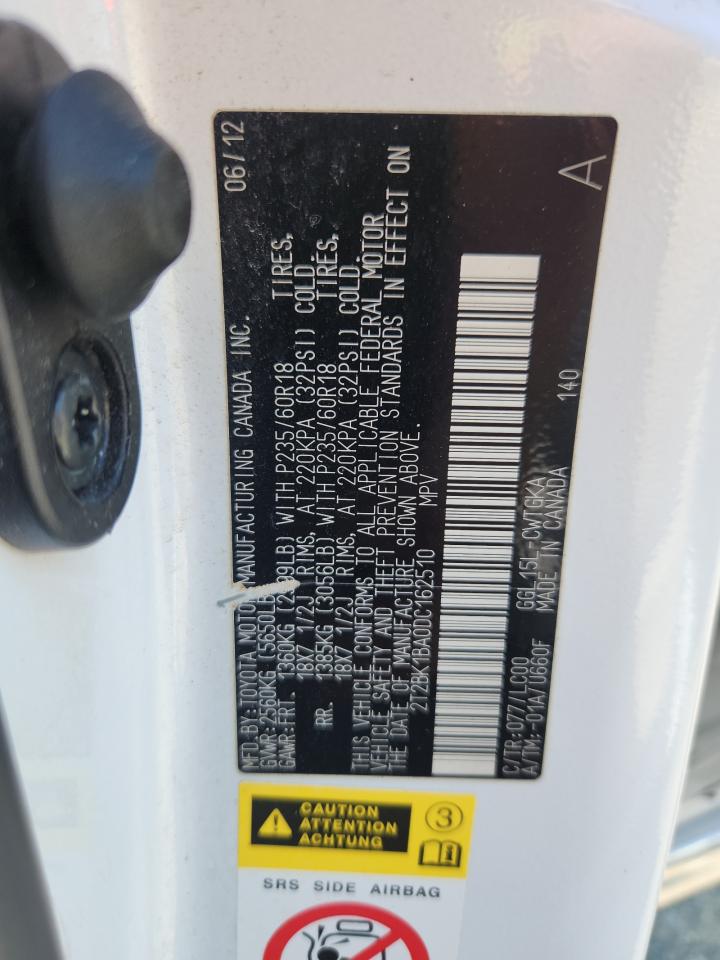 MFD.BY:TOYOTA MOTOR MANUFACTURING CANADA INC. 06/12
GVWR:2560KG (5650LB)
GAWR:FRT. 1360KG (2999LB) WITH P235/60R18 TIRES,
18X7 1/2J RIMS, AT 220KPA (32PSI) COLD.
RR. 1385KG (3056LB) WITH P235/60R18 TIRES,
18X7 1/2J RIMS, AT 220KPA (32PSI) COLD.
THIS VEHICLE CONFORMS TO ALL APPLICABLE FEDERAL MOTOR
VEHICLE SAFETY AND THEFT PREVENTION STANDARDS IN EFFECT ON
THE DATE OF MANUFACTURE SHOWN ABOVE.
2T2BK1BA0DC162510 MPV
C/TR:077/LC00 GGL15L-CWTGKA 140
A/TM:-01A/U660F MADE IN CANADA
A
CAUTION
ATTENTION
ACHTUNG
3
SRS SIDE AIRBAG